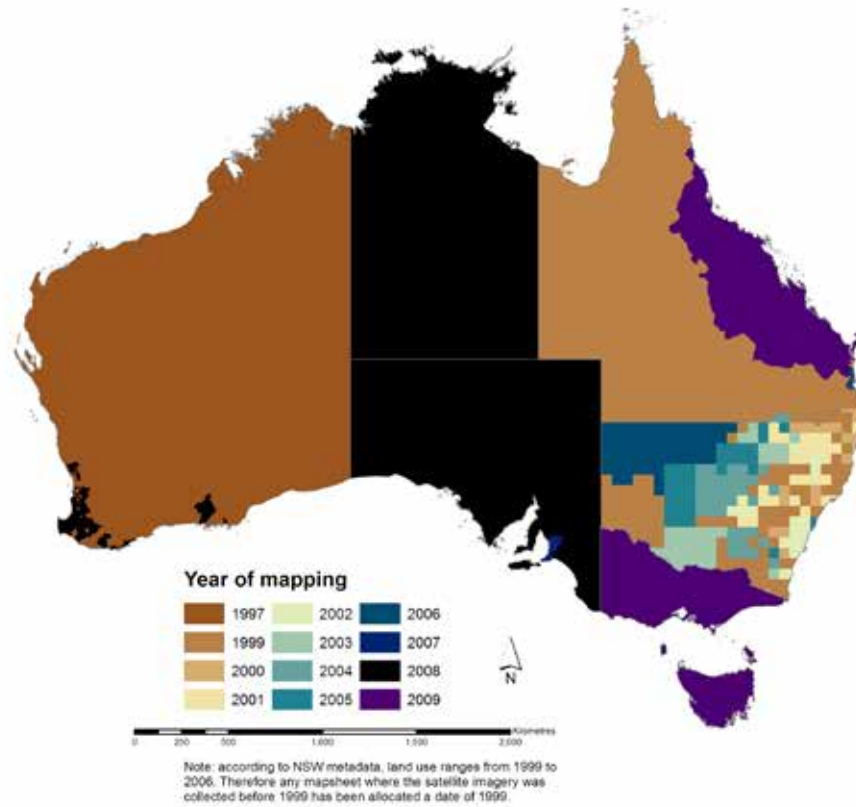 Year of mapping
1997 2002 2006
1999 2003 2007
2000 2004 2008
2001 2005 2009
N
Kilometres
0 250 500 1,000 1,500 2,000
Note: according to NSW metadata, land use ranges from 1999 to
2006. Therefore any mapsheet where the satellite imagery was
collected before 1999 has been allocated a date of 1999.